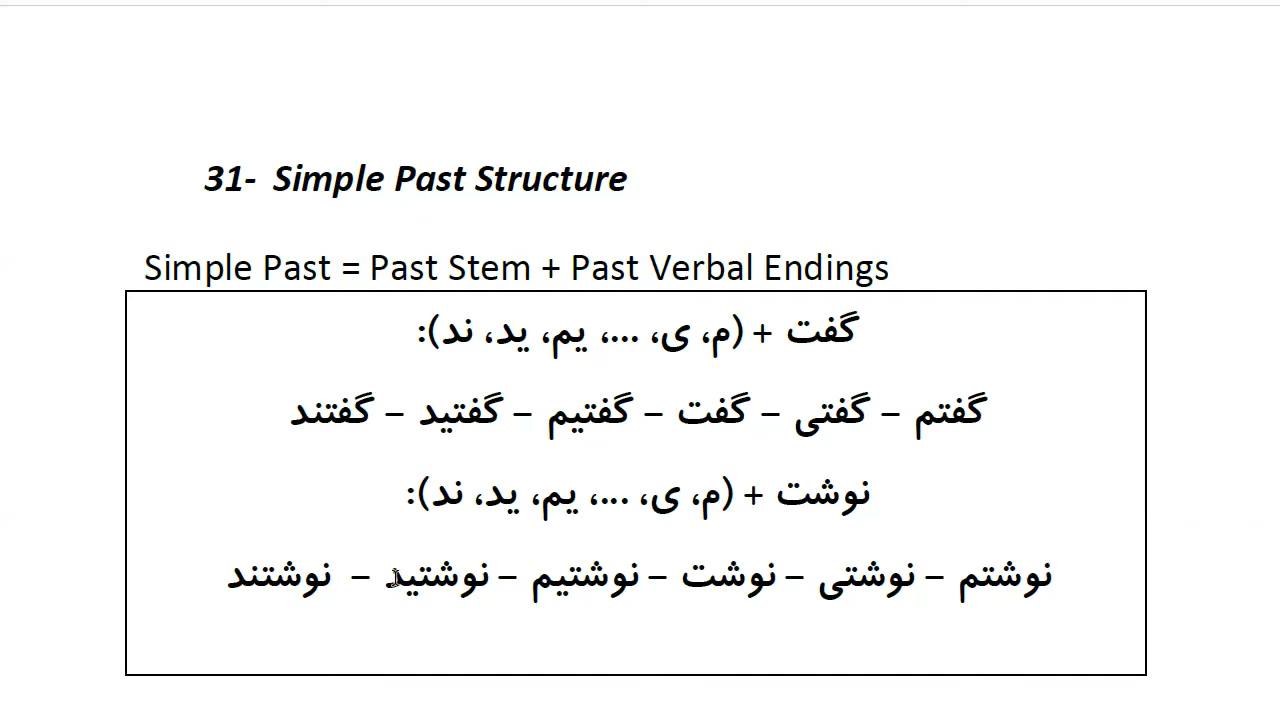 31- Simple Past Structure
Simple Past = Past Stem + Past Verbal Endings
گفت + (م، ی، ...، یم، ید، ند):
گفتم – گفتی – گفت – گفتیم – گفتید – گفتند
نوشت + (م، ی، ...، یم، ید، ند):
نوشتم – نوشتی – نوشت – نوشتیم – نوشتید – نوشتند